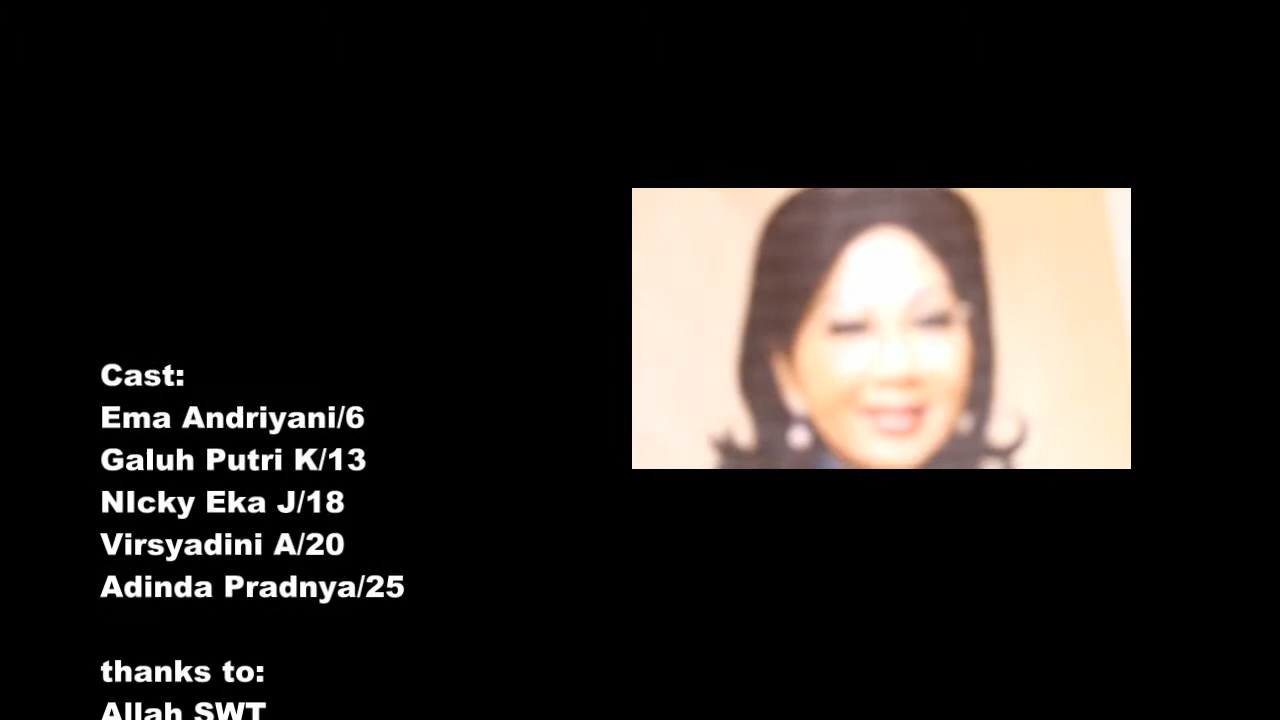 Cast:
Ema Andriyani/6
Galuh Putri K/13
NIcky Eka J/18
Virsyadini A/20
Adinda Pradnya/25
thanks to:
Allah SWT